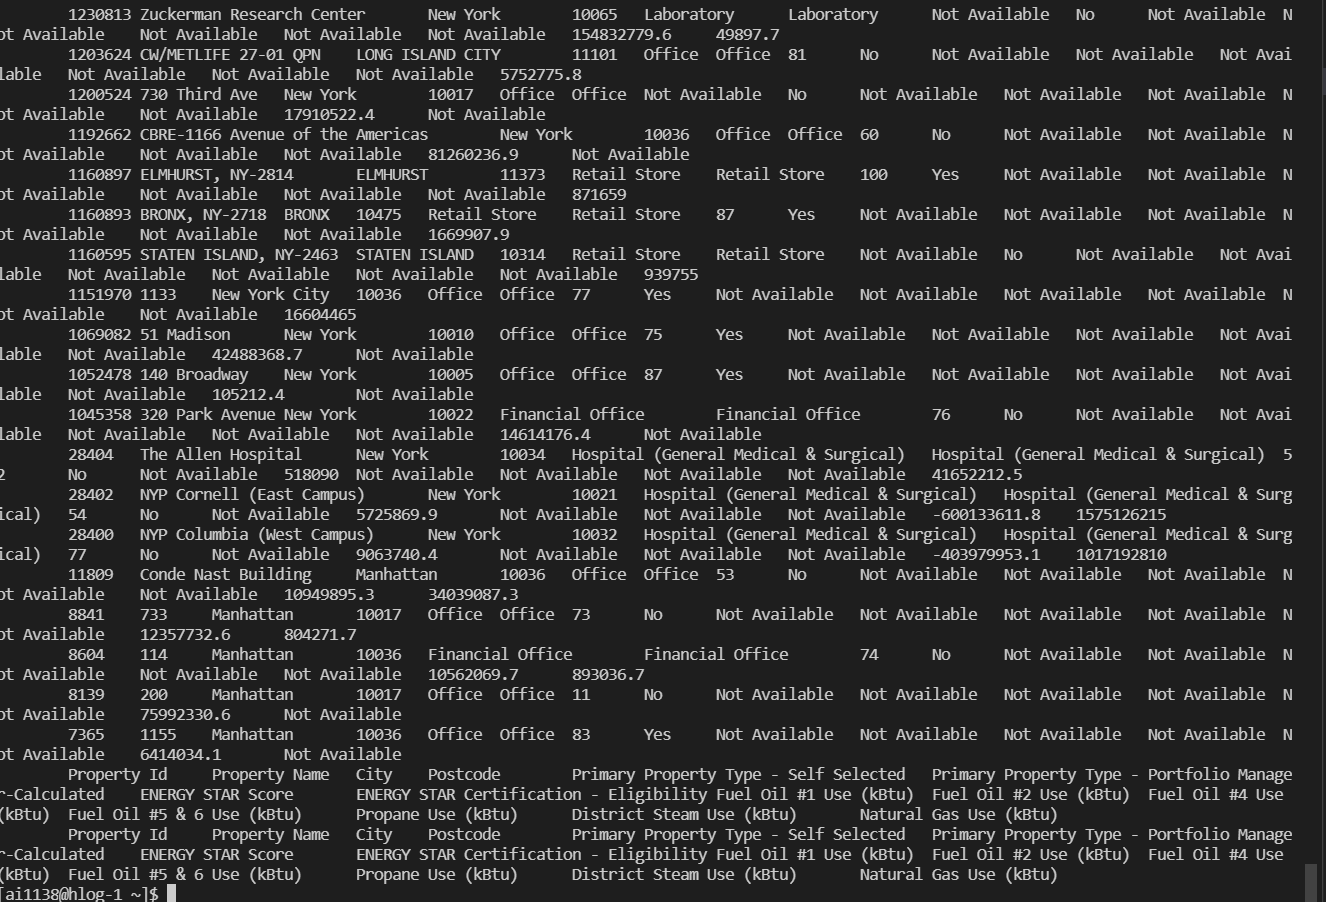 1230813 Zuckerman Research Center New York 10065 Laboratory Laboratory Not Available No Not Available N
ot Available Not Available Not Available Not Available 154832779.6 49897.7
1203624 CW/METLIFE 27-01 QPN LONG ISLAND CITY 11101 Office Office 81 No Not Available Not Available Not Avai
lable Not Available Not Available Not Available 5752775.8
1200524 730 Third Ave New York 10017 Office Office Not Available No Not Available Not Available N
ot Available Not Available 17910522.4 Not Available
1192662 CBRE-1166 Avenue of the Americas New York 10036 Office Office 60 No Not Available Not Available N
ot Available Not Available Not Available 81260236.9 Not Available
1160897 ELMHURST, NY-2814 ELMHURST 11373 Retail Store Retail Store 100 Yes Not Available Not Available N
ot Available Not Available Not Available Not Available 871659
1160893 BRONX, NY-2718 BRONX 10475 Retail Store Retail Store 87 Yes Not Available Not Available N
ot Available Not Available Not Available 1669907.9
1160595 STATEN ISLAND, NY-2463 STATEN ISLAND 10314 Retail Store Retail Store Not Available No Not Available Not Avai
lable Not Available Not Available Not Available Not Available 939755
1151970 1133 New York City 10036 Office Office 77 Yes Not Available Not Available Not Available N
ot Available Not Available 16604465
1069082 51 Madison New York 10010 Office Office 75 Yes Not Available Not Available Not Available Not Avai
lable Not Available 42488368.7 Not Available
1052478 140 Broadway New York 10005 Office Office 87 Yes Not Available Not Available Not Available Not Avai
lable Not Available 105212.4 Not Available
1045358 320 Park Avenue New York 10022 Financial Office Financial Office 76 No Not Available Not Avai
lable Not Available Not Available Not Available 14614176.4 Not Available
28404 The Allen Hospital New York 10034 Hospital (General Medical & Surgical) Hospital (General Medical & Surgical) 5
2 No Not Available 518090 Not Available Not Available Not Available Not Available 41652212.5
28402 NYP Cornell (East Campus) New York 10021 Hospital (General Medical & Surgical) Hospital (General Medical & Surg
ical) 54 No Not Available 5725869.9 Not Available Not Available Not Available -600133611.8 1575126215
28400 NYP Columbia (West Campus) New York 10032 Hospital (General Medical & Surgical) Hospital (General Medical & Surg
ical) 77 No Not Available 9063740.4 Not Available Not Available Not Available -403979953.1 1017192810
11809 Conde Nast Building Manhattan 10036 Office Office 53 No Not Available Not Available Not Available N
ot Available Not Available 10949895.3 34039087.3
8841 733 Manhattan 10017 Office Office 73 No Not Available Not Available Not Available Not Available N
ot Available 12357732.6 804271.7
8604 114 Manhattan 10036 Financial Office Financial Office 74 No Not Available Not Available N
ot Available Not Available Not Available 10562069.7 893036.7
8139 200 Manhattan 10017 Office Office 11 No Not Available Not Available Not Available Not Available N
ot Available 75992330.6 Not Available
7365 1155 Manhattan 10036 Office Office 83 Yes Not Available Not Available Not Available Not Available N
ot Available 6414034.1 Not Available
Property Id Property Name City Postcode Primary Property Type - Self Selected Primary Property Type - Portfolio Manage
r-Calculated ENERGY STAR Score ENERGY STAR Certification - Eligibility Fuel Oil #1 Use (kBtu) Fuel Oil #2 Use (kBtu) Fuel Oil #4 Use
(kBtu) Fuel Oil #5 & 6 Use (kBtu) Propane Use (kBtu) District Steam Use (kBtu) Natural Gas Use (kBtu)
Property Id Property Name City Postcode Primary Property Type - Self Selected Primary Property Type - Portfolio Manage
r-Calculated ENERGY STAR Score ENERGY STAR Certification - Eligibility Fuel Oil #1 Use (kBtu) Fuel Oil #2 Use (kBtu) Fuel Oil #4 Use
(kBtu) Fuel Oil #5 & 6 Use (kBtu) Propane Use (kBtu) District Steam Use (kBtu) Natural Gas Use (kBtu)
[ai1138@hlog-1 ~]$